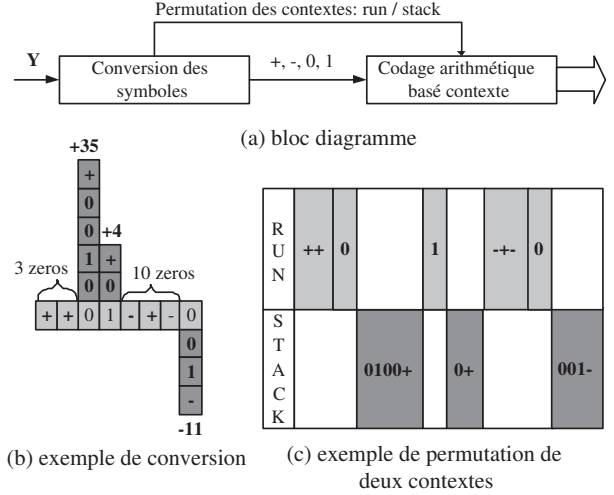 Permutation des contextes: run / stack
Y
Conversion des
symboles
+, -, 0, 1
Codage arithmétique
basé contexte
(a) bloc diagramme
+35
+
0
0
1
0
+4
+
0
3 zeros
10 zeros
+ + 0 1 - + - 0
0
1
-
-11
(b) exemple de conversion
R
U
N
++ 0 1 -+- 0
S
T
A
C
K
0100+ 0+ 001-
(c) exemple de permutation de
deux contextes